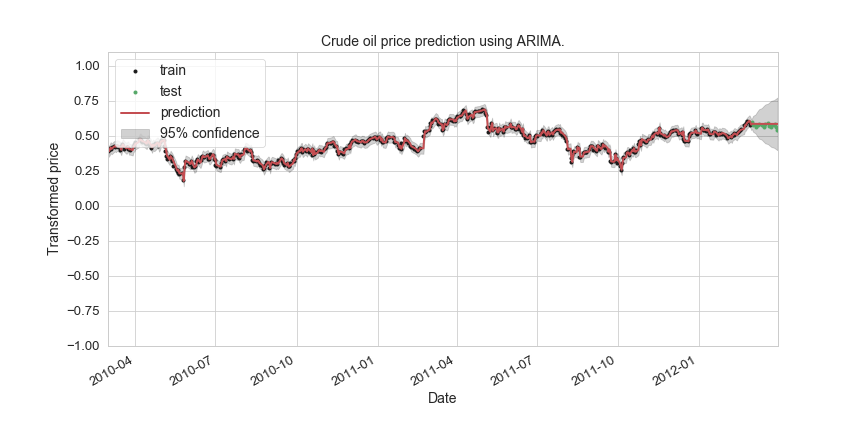 Crude oil price prediction using ARIMA.
1.00
0.75
0.50
0.25
0.00
−0.25
−0.50
−0.75
−1.00
Transformed price
train
test
prediction
95% confidence
2010-04
2010-07
2010-10
2011-01
2011-04
2011-07
2011-10
2012-01
Date